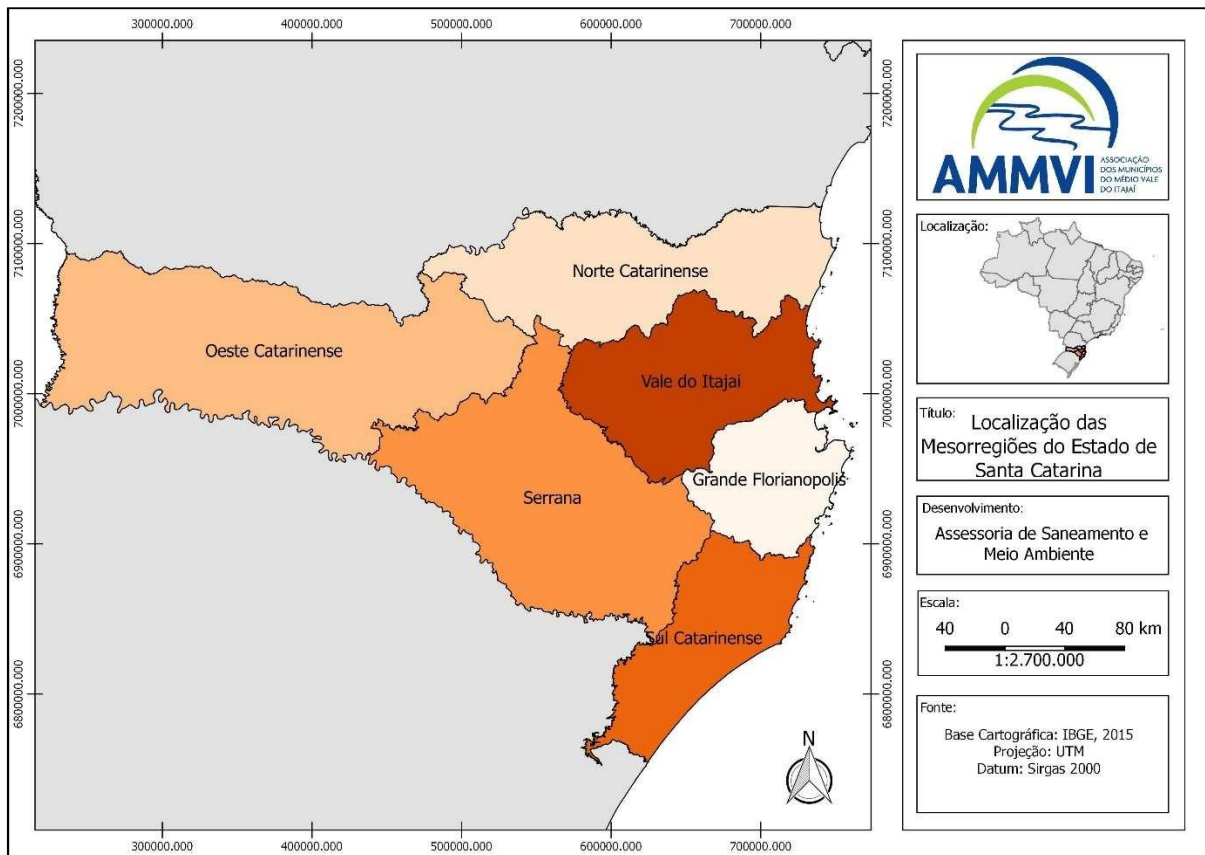 300000.000 400000.000 500000.000 600000.000 700000.000
7200000.000
7100000.000
7000000.000
6900000.000
6800000.000
Norte Catarinense
Oeste Catarinense
Vale do Itajai
Grande Florianopolis
Serrana
Sul Catarinense
N
7200000.000
7100000.000
7000000.000
6900000.000
6800000.000
300000.000 400000.000 500000.000 600000.000 700000.000
AMMVI
ASSOCIAÇÃO
DOS MUNICÍPIOS
DO MÉDIO VALE
DO ITAJAÍ
Localização:
Título:
Localização das
Mesorregiões do Estado de
Santa Catarina
Desenvolvimento:
Assessoria de Saneamento e
Meio Ambiente
Escala:
40 0 40 80 km
1:2.700.000
Fonte:
Base Cartográfica: IBGE, 2015
Projeção: UTM
Datum: Sirgas 2000